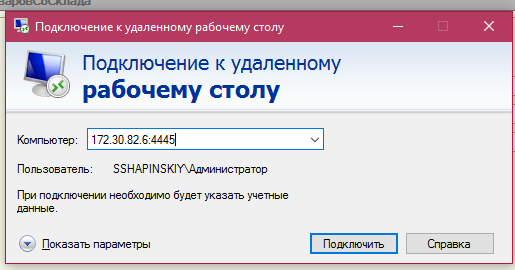 варовСоСклада
Подключение к удаленному рабочему столу
Подключение к удаленному
рабочему столу
Компьютер: 172.30.82.6:4445
Пользователь: SSHAPINSKIY\Администратор
При подключении необходимо будет указать учетные
данные.
Показать параметры Подключить Справка